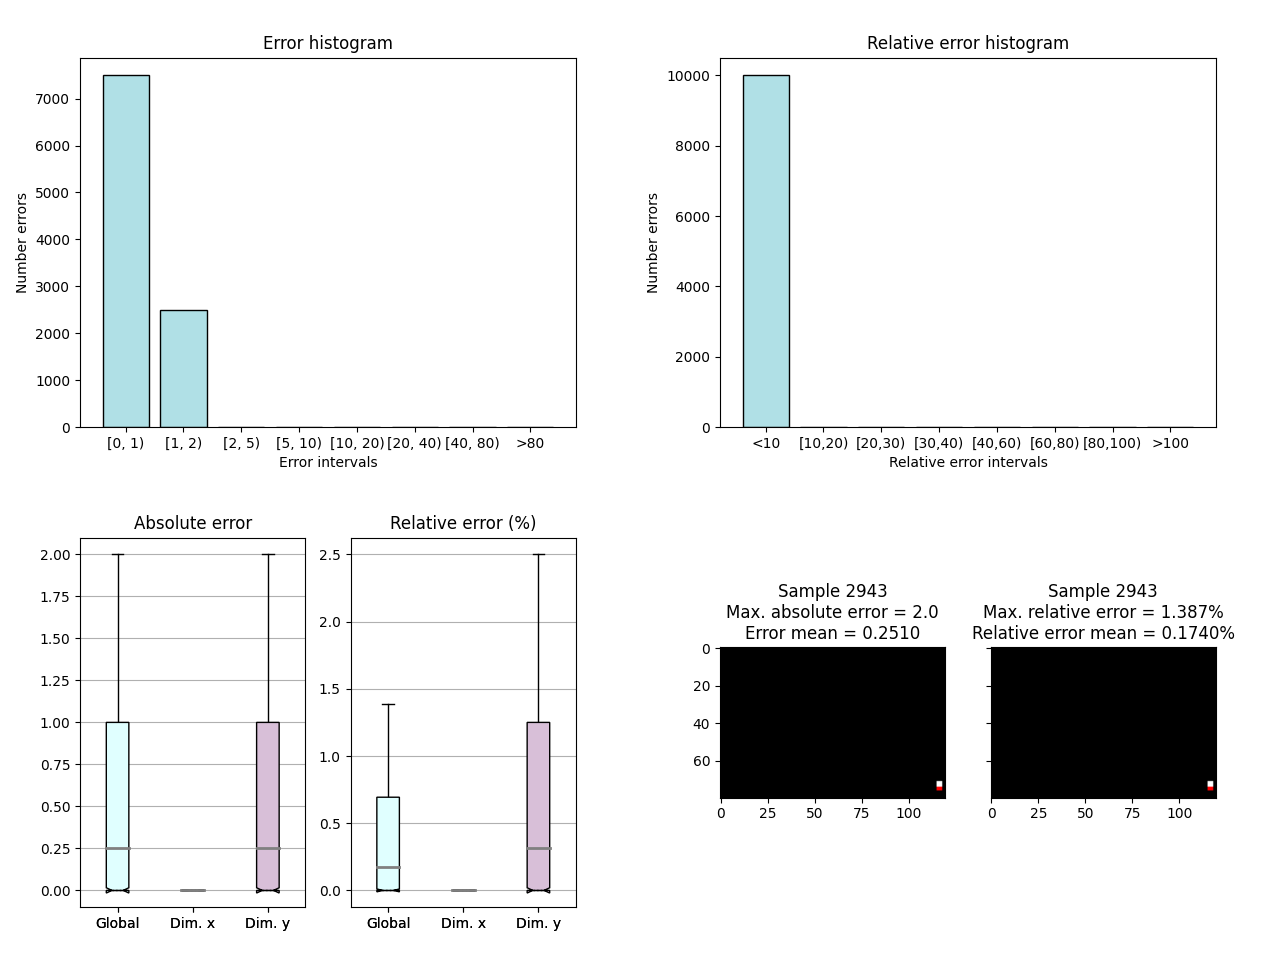 Error histogram
Number errors
7000
6000
5000
4000
3000
2000
1000
0
[0, 1) [1, 2) [2, 5) [5, 10) [10, 20) [20, 40) [40, 80) >80
Error intervals
Relative error histogram
Number errors
10000
8000
6000
4000
2000
0
<10 [10,20) [20,30) [30,40) [40,60) [60,80) [80,100) >100
Relative error intervals
Absolute error
2.00
1.75
1.50
1.25
1.00
0.75
0.50
0.25
0.00
Global Dim. x Dim. y
Relative error (%)
2.5
2.0
1.5
1.0
0.5
0.0
Global Dim. x Dim. y
Sample 2943
Max. absolute error = 2.0
Error mean = 0.2510
0
20
40
60
0 25 50 75 100
Sample 2943
Max. relative error = 1.387%
Relative error mean = 0.1740%
0 25 50 75 100